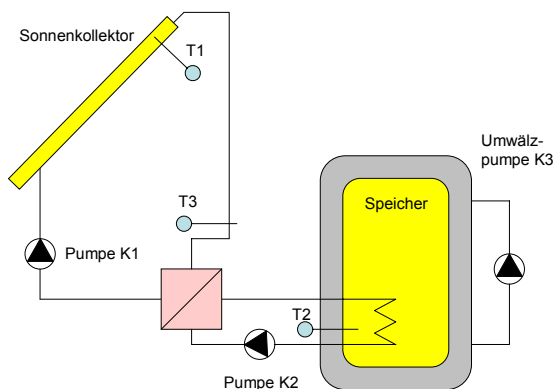 Sonnenkollektor
T1
Umwälz-
pumpe K3
T3
Speicher
Pumpe K1
T2
Pumpe K2